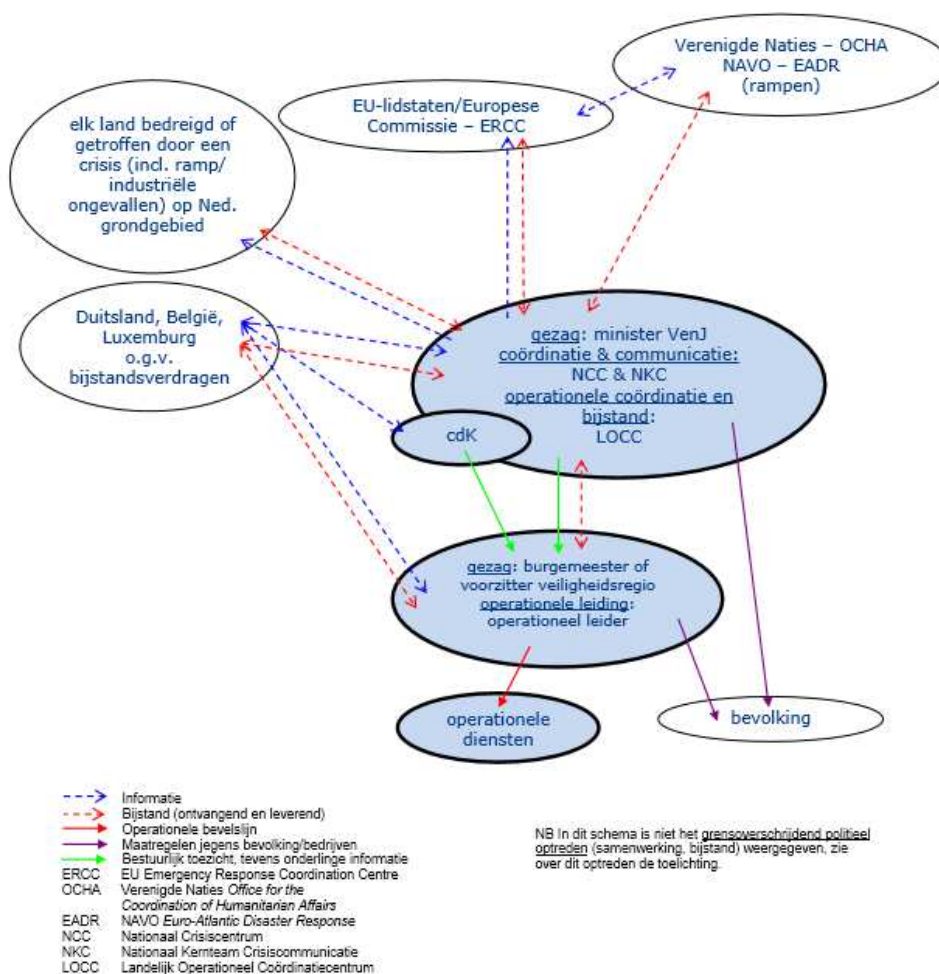 Verenigde Naties – OCHA
NAVO – EADR
(rampen)
EU-lidstaten/Europese
Commissie – ERCC
elk land bedreigd of
getroffen door een
crisis (incl. ramp/
industriële
ongevallen) op Ned.
grondgebied
Duitsland, België,
Luxemburg
o.g.v.
bijstandsverdragen
gezag: minister VenJ
coördinatie & communicatie:
NCC & NKC
operationele coördinatie en
bijstand:
LOCC
cdK
gezag: burgemeester of
voorzitter veiligheidsregio
operationele leiding:
operationeel leider
operationele
diensten
bevolking
Informatie
Bijstand (ontvangend en leverend)
Operationele bevelslijn
Maatregelen jegens bevolking/bedrijven
Bestuurlijk toezicht, tevens onderlinge informatie
ERCC EU Emergency Response Coordination Centre
OCHA Verenigde Naties Office for the
Coordination of Humanitarian Affairs
EADR NAVO Euro-Atlantic Disaster Response
NCC Nationaal Crisiscentrum
NKC Nationaal Kernteam Crisiscommunicatie
LOCC Landelijk Operationeel Coördinatiecentrum
NB In dit schema is niet het grensoverschrijdend politieel
optreden (samenwerking, bijstand) weergegeven, zie
over dit optreden de toelichting.